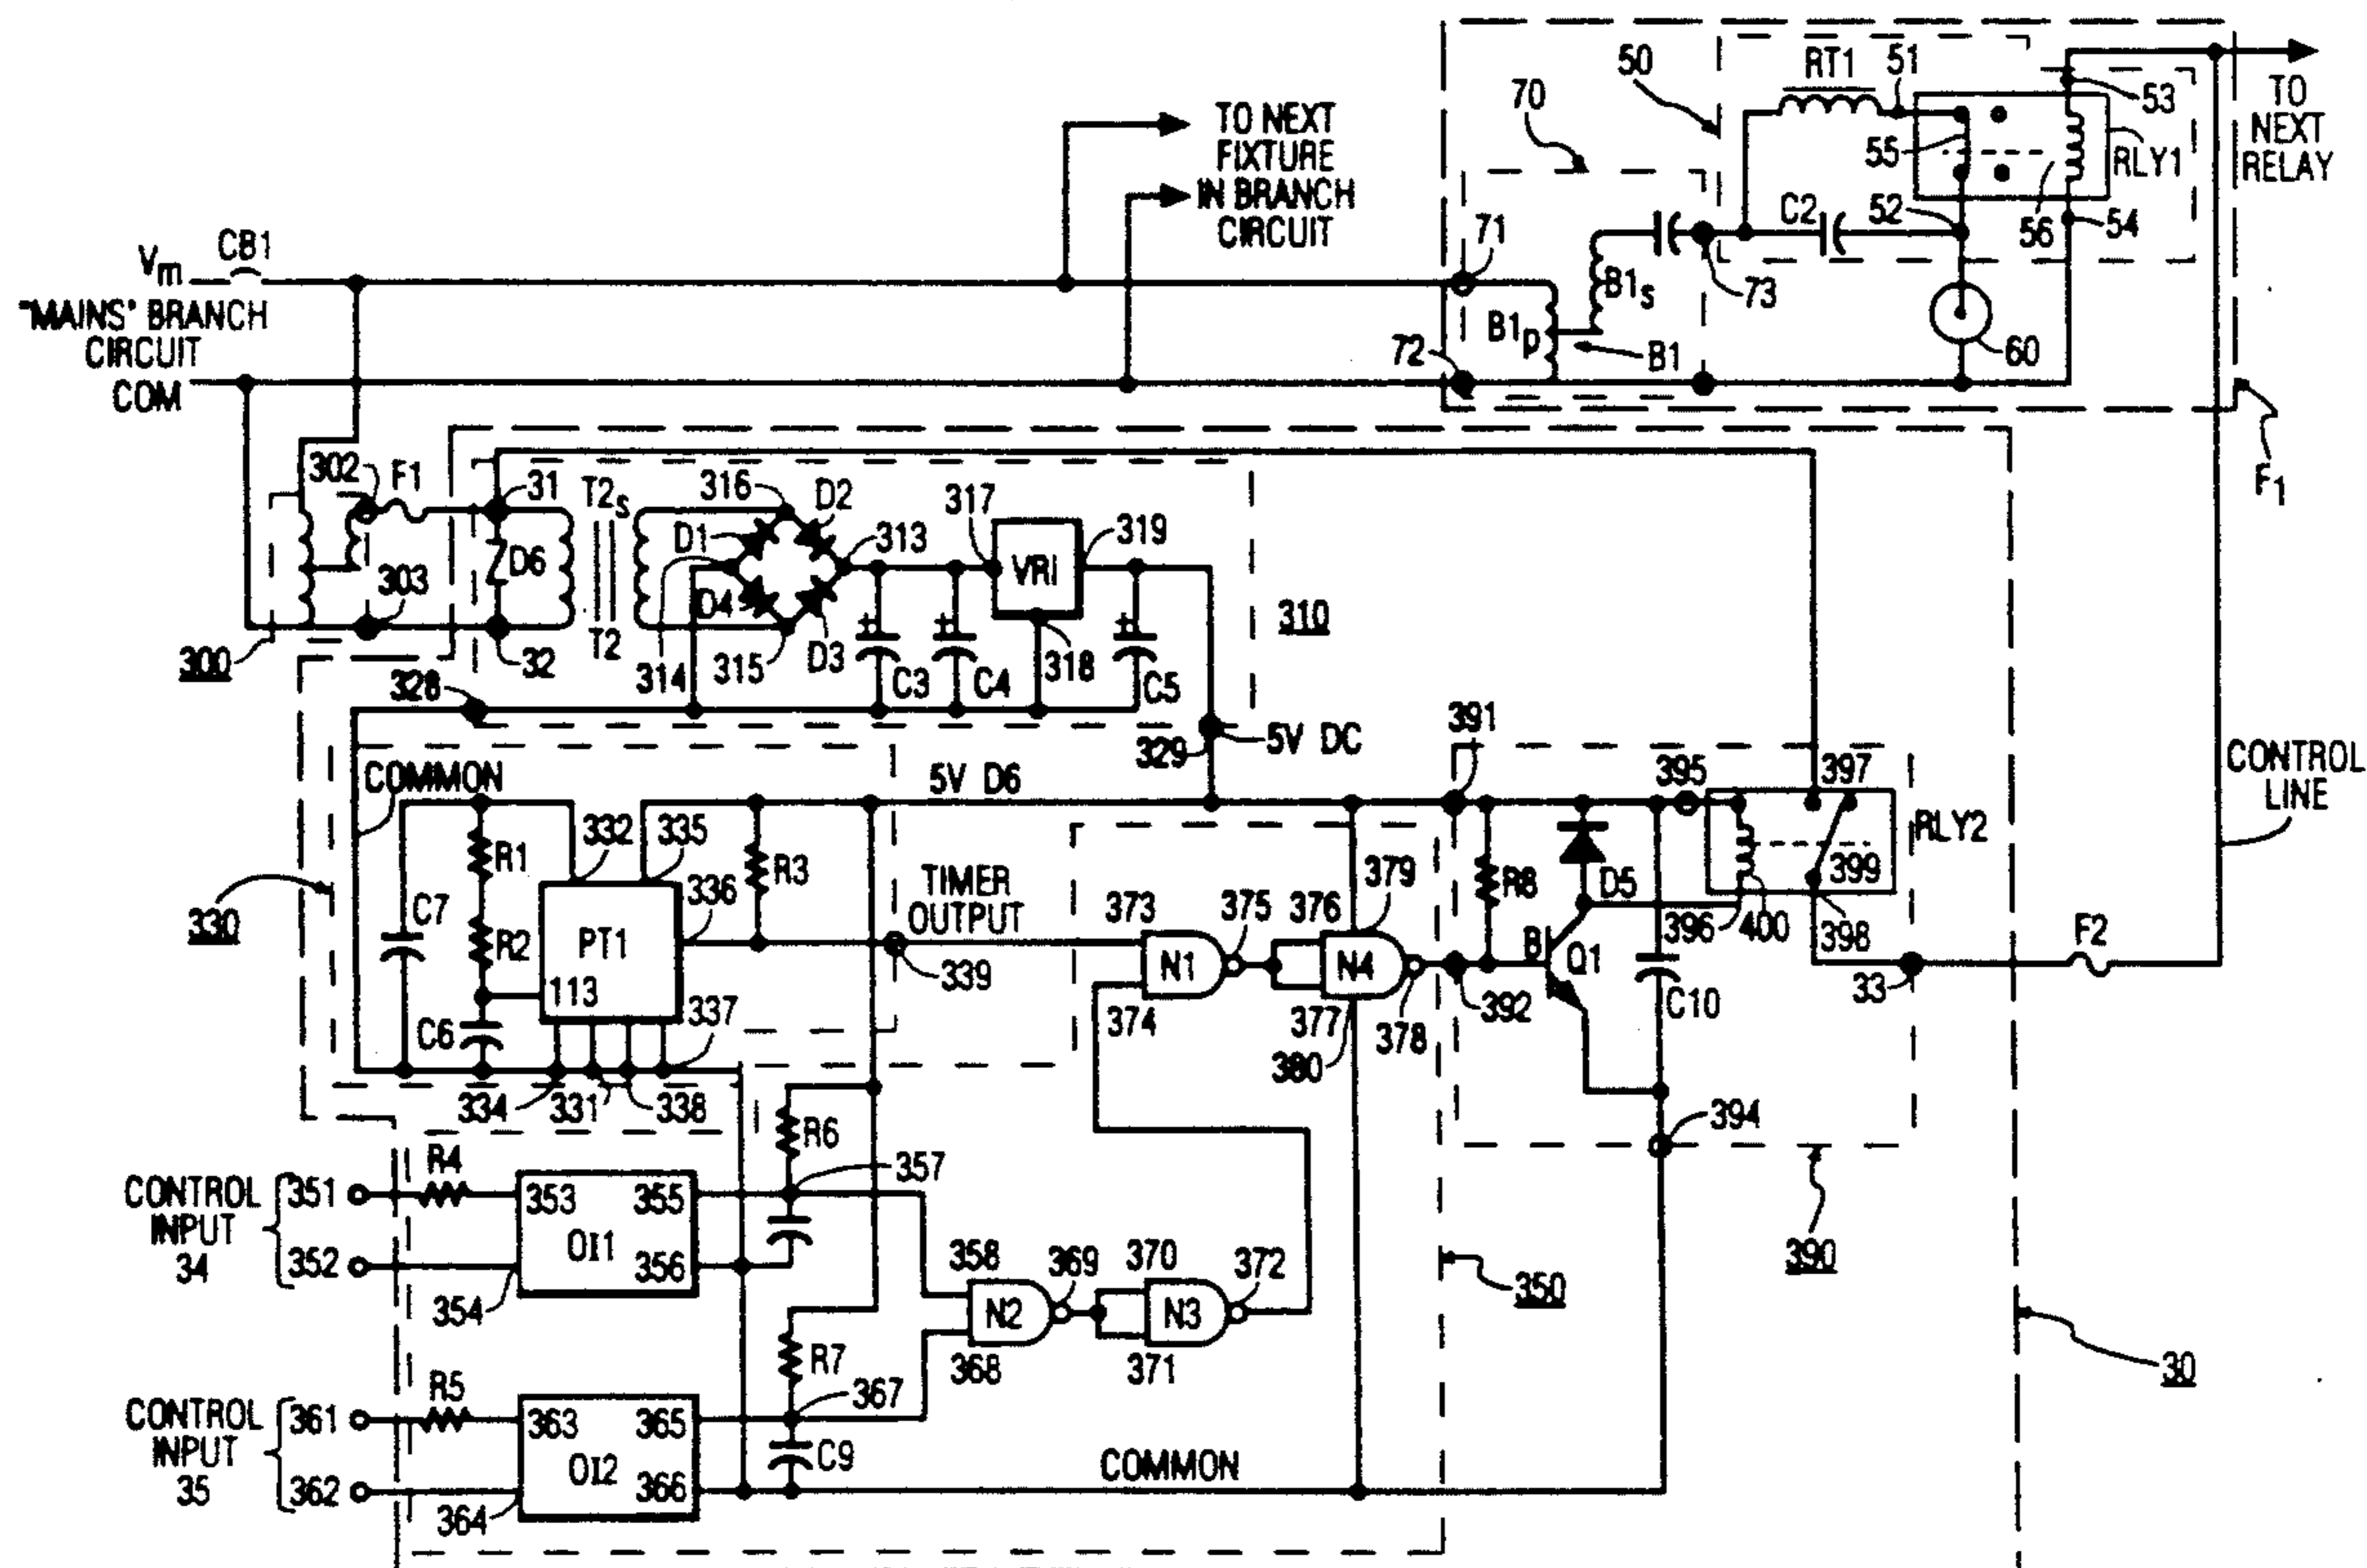 50
RT1
51
53
TO
NEXT
RELAY
70
TO NEXT
FIXTURE
IN BRANCH
CIRCUIT
55
RLY1
C2
52
56
54
71
CB1
Vm
B1s
73
"MAINS" BRANCH
CIRCUIT
B1p
72
B1
60
COM
F1
302
F1
31
T2s
316
D2
317
319
D1
313
D6
VR1
303
D4
310
300
32
T2
314
315
D3
C3
C4
318
C5
328
391
5V DC
329
COMMON
5V D6
395
397
CONTROL
LINE
332
335
RLY2
R1
R3
TIMER
OUTPUT
379
399
330
C7
336
373
375
376
R8
D5
R2
PT1
396
400
398
F2
B
Q1
N1
N4
113
339
C10
33
337
374
377
392
C6
380
378
334
331
338
394
R6
R4
357
CONTROL
INPUT
34
351
353
355
OI1
352
356
358
369
370
372
390
354
N2
N3
350
R7
368
371
R5
367
30
CONTROL
INPUT
35
361
363
365
C9
COMMON
OI2
362
366
364